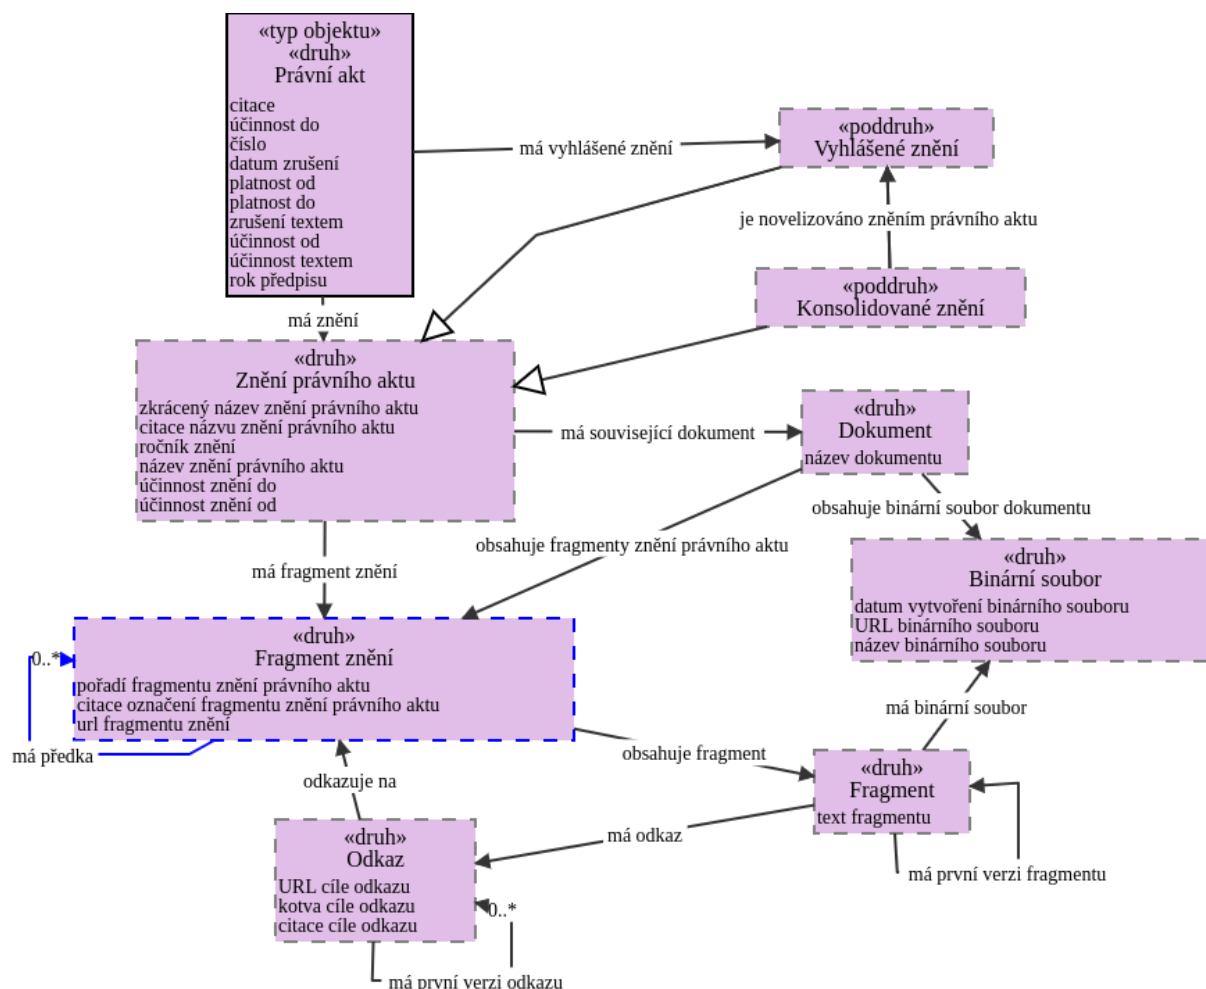 «typ objektu»
«druh»
Právní akt
citace
účinnost do
číslo
datum zrušení
platnost od
platnost do
zrušení textem
účinnost od
účinnost textem
rok předpisu
má vyhlášené znění
«poddruh»
Vyhlášené znění
je novelizováno zněním právního aktu
«poddruh»
Konsolidované znění
má znění
«druh»
Znění právního aktu
zkrácený název znění právního aktu
citace názvu znění právního aktu
ročník znění
název znění právního aktu
účinnost znění do
účinnost znění od
má související dokument
«druh»
Dokument
název dokumentu
obsahuje binární soubor dokumentu
obsahuje fragmenty znění právního aktu
má fragment znění
«druh»
Binární soubor
datum vytvoření binárního souboru
URL binárního souboru
název binárního souboru
«druh»
Fragment znění
pořadí fragmentu znění právního aktu
citace označení fragmentu znění právního aktu
url fragmentu znění
0..*
má předka
má binární soubor
obsahuje fragment
«druh»
Fragment
text fragmentu
odkazuje na
má odkaz
má první verzi fragmentu
«druh»
Odkaz
URL cíle odkazu
kotva cíle odkazu
citace cíle odkazu
0..*
má první verzi odkazu